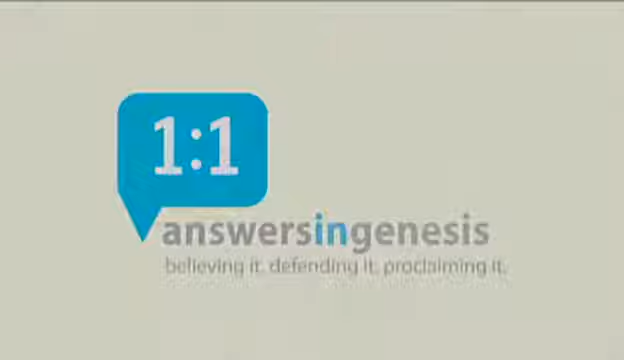 1:1
answersingenesis
believing it. defending it. proclaiming it.